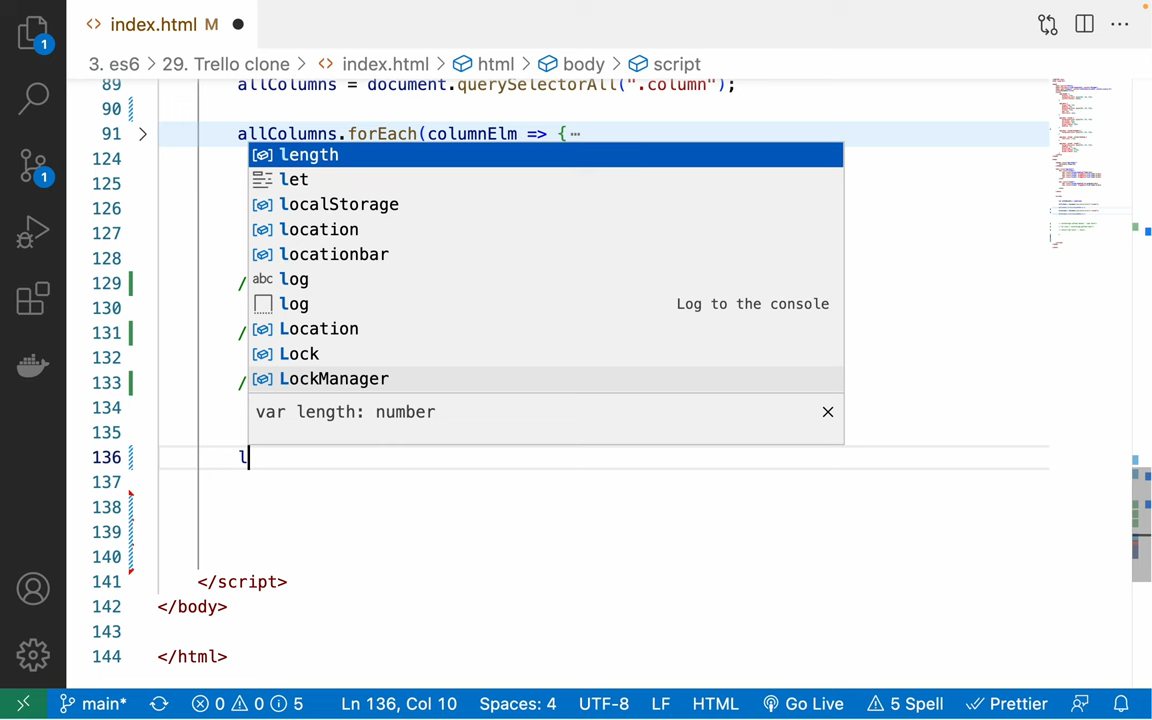 index.html M
3. es6 > 29. Trello clone > index.html > html > body > script
89 allColumns = document.querySelectorAll(".column");
90
91 allColumns.forEach(columnElm => {
124 length
125 let
126 localStorage
127 location
128 locationbar
129 / abc log
130 log Log to the console
131 / Location
132 Lock
133 / LockManager
134 var length: number
135
136 l
137
138
139
140
141 </script>
142 </body>
143
144 </html>
1
1
main* 0 0 5 Ln 136, Col 10 Spaces: 4 UTF-8 LF HTML Go Live 5 Spell Prettier